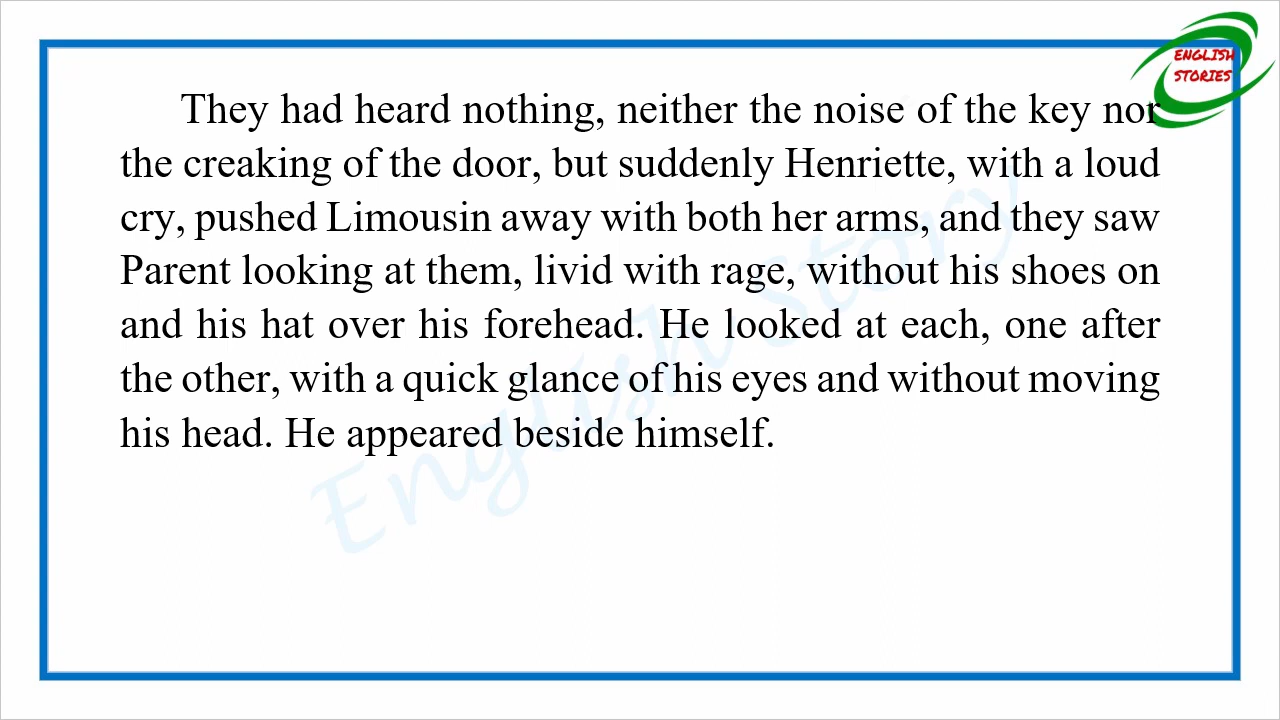 ENGLISH
STORIES
They had heard nothing, neither the noise of the key nor
the creaking of the door, but suddenly Henriette, with a loud
cry, pushed Limousin away with both her arms, and they saw
Parent looking at them, livid with rage, without his shoes on
and his hat over his forehead. He looked at each, one after
the other, with a quick glance of his eyes and without moving
his head. He appeared beside himself.
English Story